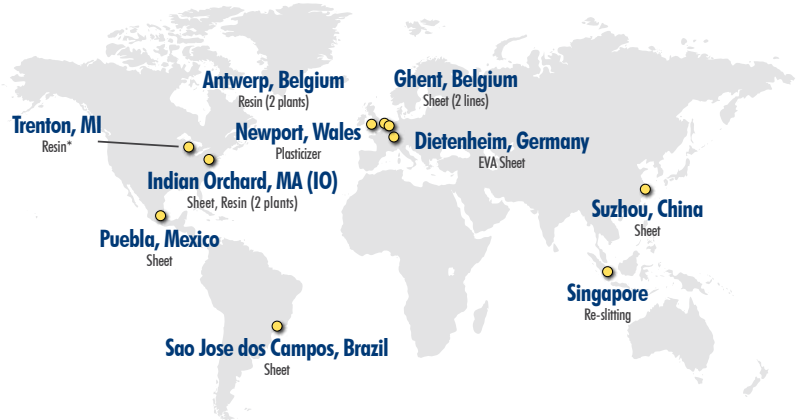 Antwerp, Belgium
Resin (2 plants)
Ghent, Belgium
Sheet (2 lines)
Trenton, MI
Resin*
Newport, Wales
Plasticizer
Dietenheim, Germany
EVA Sheet
Indian Orchard, MA (IO)
Sheet, Resin (2 plants)
Suzhou, China
Sheet
Puebla, Mexico
Sheet
Singapore
Re-slitting
Sao Jose dos Campos, Brazil
Sheet